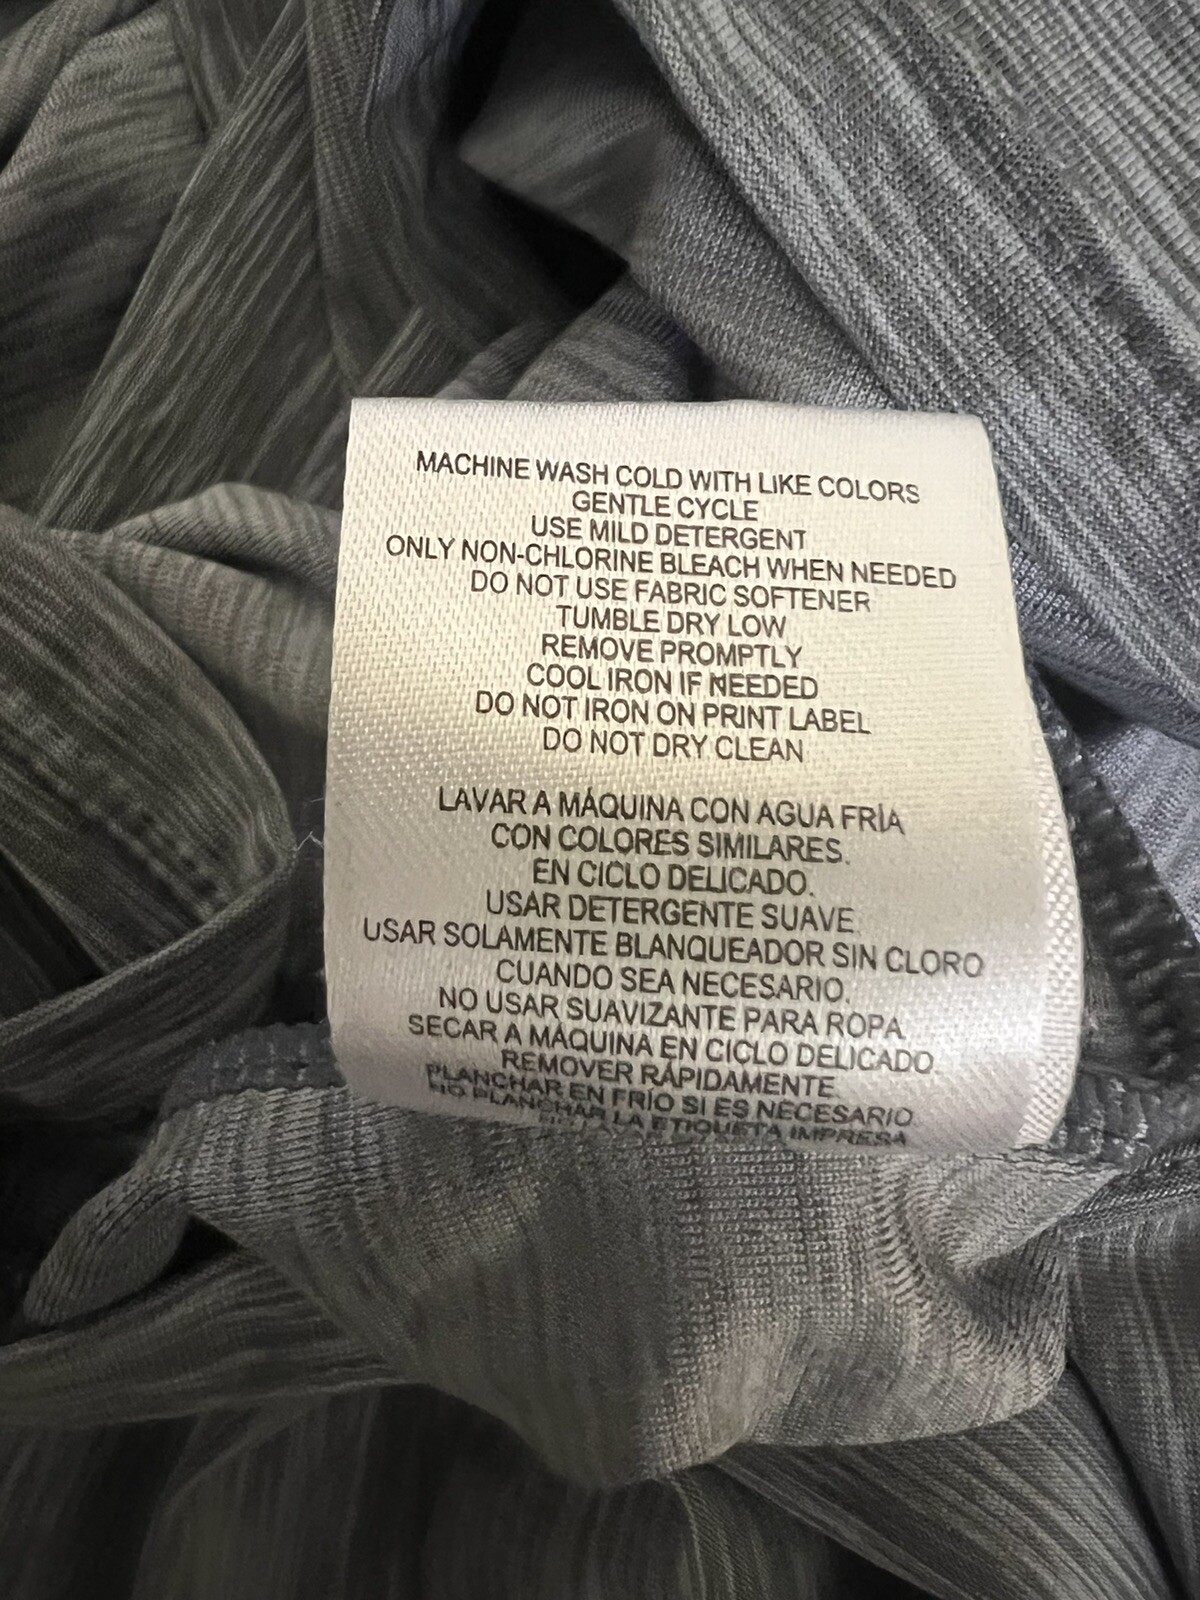 MACHINE WASH COLD WITH LIKE COLORS
GENTLE CYCLE
USE MILD DETERGENT
ONLY NON-CHLORINE BLEACH WHEN NEEDED
DO NOT USE FABRIC SOFTENER
TUMBLE DRY LOW
REMOVE PROMPTLY
COOL IRON IF NEEDED
DO NOT IRON ON PRINT LABEL
DO NOT DRY CLEAN
LAVAR A MÁQUINA CON AGUA FRÍA
CON COLORES SIMILARES.
EN CICLO DELICADO.
USAR DETERGENTE SUAVE.
USAR SOLAMENTE BLANQUEADOR SIN CLORO
CUANDO SEA NECESARIO.
NO USAR SUAVIZANTE PARA ROPA.
SECAR A MÁQUINA EN CICLO DELICADO.
REMOVER RÁPIDAMENTE.
PLANCHAR EN FRÍO SI ES NECESARIO.
NO PLANCHAR LA ETIQUETA IMPRESA